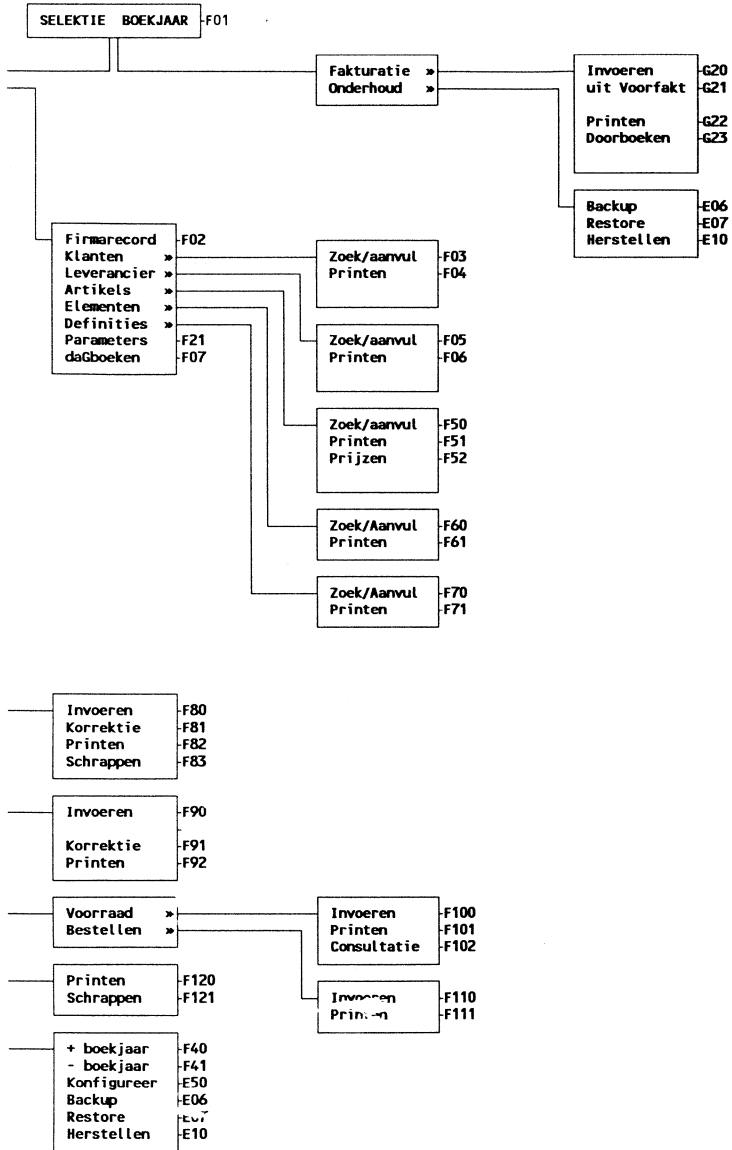 SELEKTIE BOEKJAAR F01
Fakturatie »
Onderhoud »
Invoeren G20
uit Voorfakt G21
Printen G22
Doorboeken G23
Backup E06
Restore E07
Herstellen E10
Firmarecord F02
Klanten »
Leverancier »
Artikels »
Elementen »
Definities »
Parameters F21
daGboeken F07
Zoek/aanvul F03
Printen F04
Zoek/aanvul F05
Printen F06
Zoek/aanvul F50
Printen F51
Prijzen F52
Zoek/Aanvul F60
Printen F61
Zoek/Aanvul F70
Printen F71
Invoeren F80
Korrektie F81
Printen F82
Schrappen F83
Invoeren F90
Korrektie F91
Printen F92
Voorraad »
Bestellen »
Invoeren F100
Printen F101
Consultatie F102
Printen F120
Schrappen F121
Invoeren F110
Printen F111
+ boekjaar F40
- boekjaar F41
Konfigureer E50
Backup E06
Restore E07
Herstellen E10